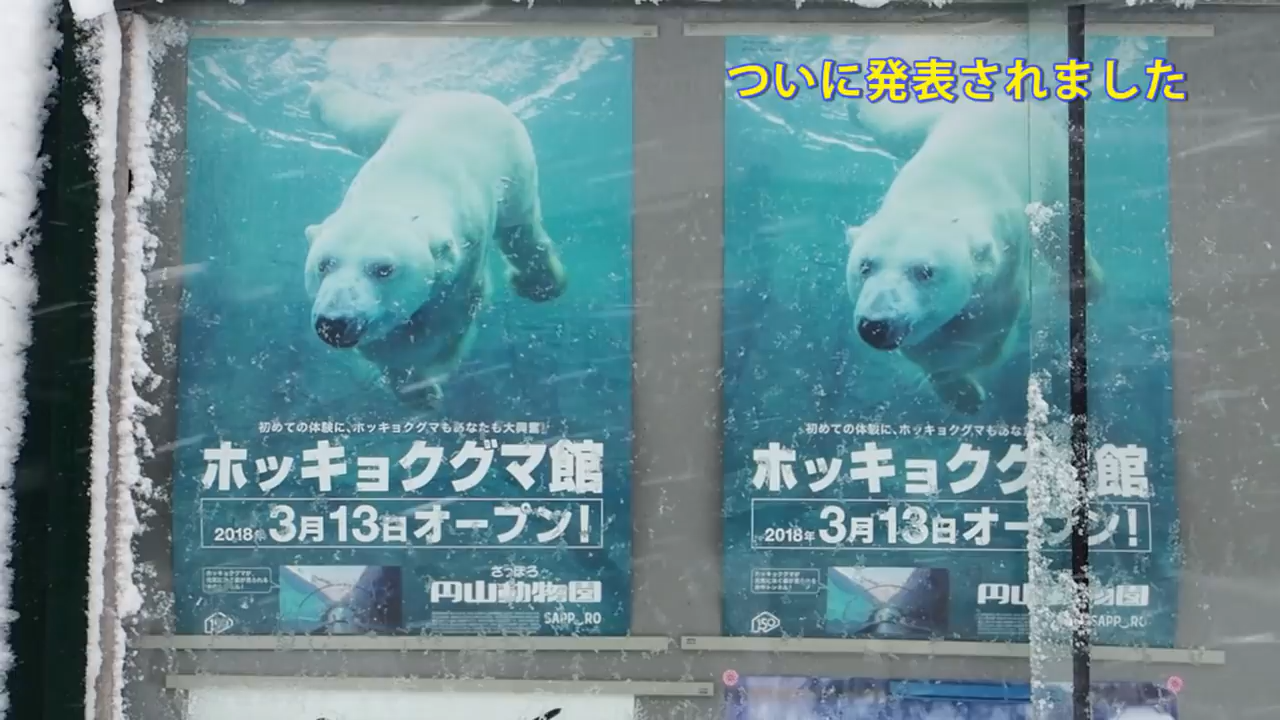 ついに発表されました
初めての体験に、ホッキョクグマもあなたも大興奮!
ホッキョクグマ館
2018年3月13日オープン!
さっぽろ
円山動物園
SAPP_RO
初めての体験に、ホッキョクグマもあな
ホッキョクグ 館
2018年3月13日オープン!
円山 動物園
SAPP_RO